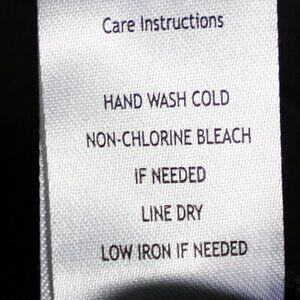 Care Instructions
HAND WASH COLD
NON-CHLORINE BLEACH
IF NEEDED
LINE DRY
LOW IRON IF NEEDED